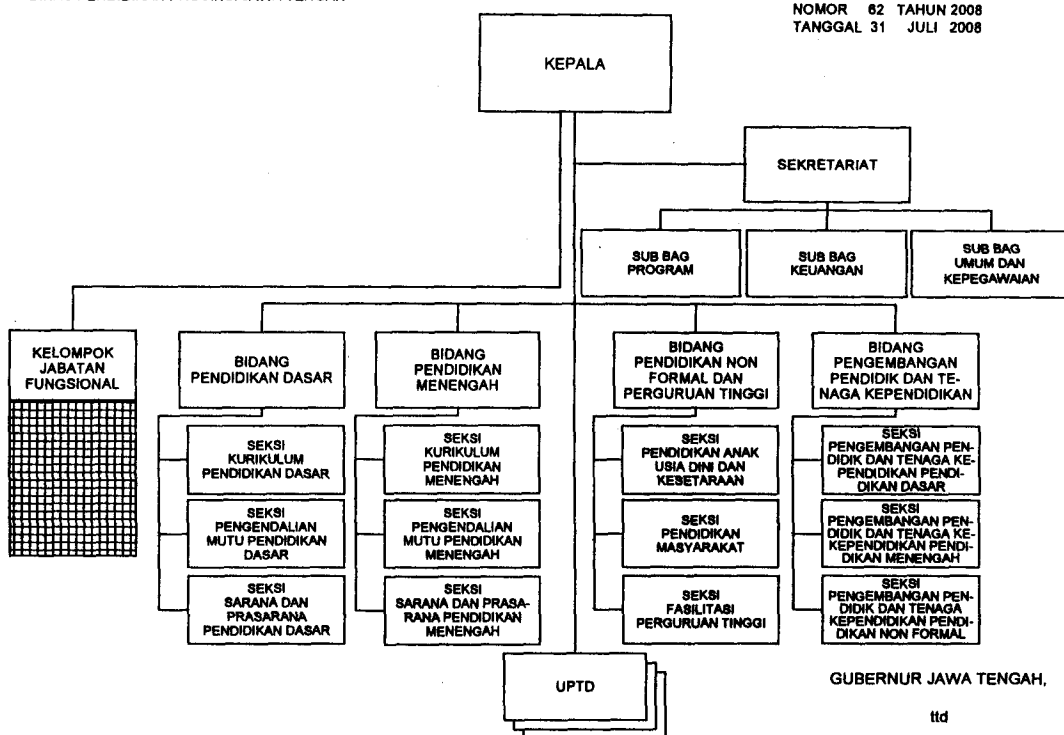 NOMOR 62 TAHUN 2008
TANGGAL 31 JULI 2008
KEPALA
SEKRETARIAT
SUB BAG
PROGRAM
SUB BAG
KEUANGAN
SUB BAG
UMUM DAN
KEPEGAWAIAN
KELOMPOK
JABATAN
FUNGSIONAL
BIDANG
PENDIDIKAN DASAR
BIDANG
PENDIDIKAN
MENENGAH
BIDANG
PENDIDIKAN NON
FORMAL DAN
PERGURUAN TINGGI
BIDANG
PENGEMBANGAN
PENDIDIK DAN TE-
NAGA KEPENDIDIKAN
SEKSI
KURIKULUM
PENDIDIKAN DASAR
SEKSI
PENGENDALIAN
MUTU PENDIDIKAN
DASAR
SEKSI
SARANA DAN
PRASARANA
PENDIDIKAN DASAR
SEKSI
KURIKULUM
PENDIDIKAN
MENENGAH
SEKSI
PENGENDALIAN
MUTU PENDIDIKAN
MENENGAH
SEKSI
SARANA DAN PRASA-
RANA PENDIDIKAN
MENENGAH
SEKSI
PENDIDIKAN ANAK
USIA DINI DAN
KESETARAAN
SEKSI
PENDIDIKAN
MASYARAKAT
SEKSI
FASILITASI
PERGURUAN TINGGI
SEKSI
PENGEMBANGAN PEN-
DIDIK DAN TENAGA KE-
PENDIDIKAN PENDI-
DIKAN DASAR
SEKSI
PENGEMBANGAN PEN-
DIDIK DAN TENAGA KE-
KEPENDIDIKAN PENDI-
DIKAN MENENGAH
SEKSI
PENGEMBANGAN PEN-
DIDIK DAN TENAGA
KEPENDIDIKAN PENDI-
DIKAN NON FORMAL
UPTD
GUBERNUR JAWA TENGAH,
ttd